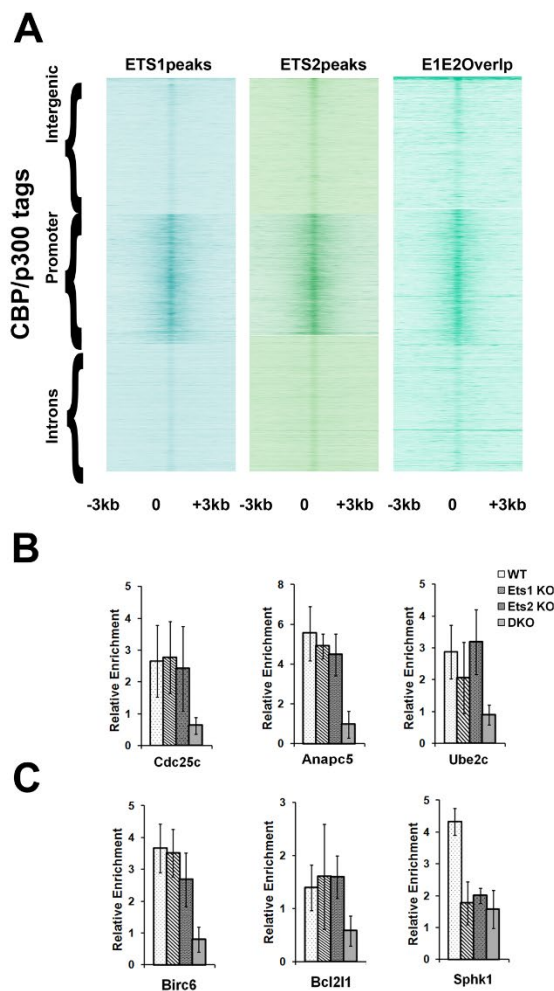 A
ETS1peaks ETS2peaks E1E2Overlp
CBP/p300 tags
Intergenic
Promoter
Introns
-3kb 0 +3kb -3kb 0 +3kb -3kb 0 +3kb
B
WT
Ets1 KO
Ets2 KO
DKO
Relative Enrichment
5
4
3
2
1
0
Cdc25c
Relative Enrichment
8
6
4
2
0
Anapc5
Relative Enrichment
5
4
3
2
1
0
Ube2c
C
Relative Enrichment
5
4
3
2
1
0
Birc6
Relative Enrichment
3
2
1
0
Bcl2l1
Relative Enrichment
5
4
3
2
1
0
Sphk1